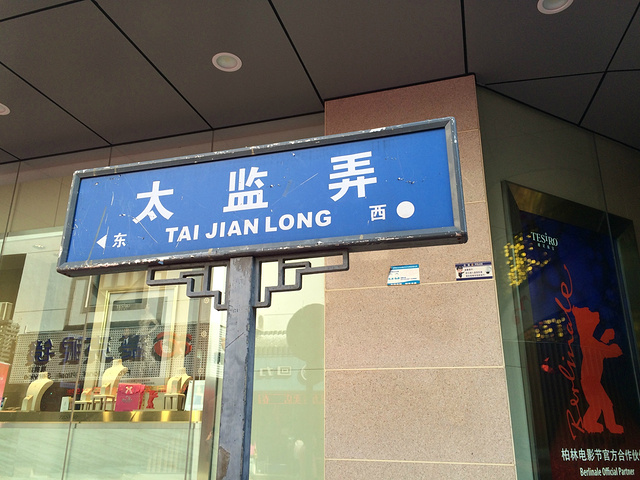 太监弄
TAI JIAN LONG
东
西
TESIRO
Berlinale
柏林电影节官方合作伙
Berlinale Official Partner